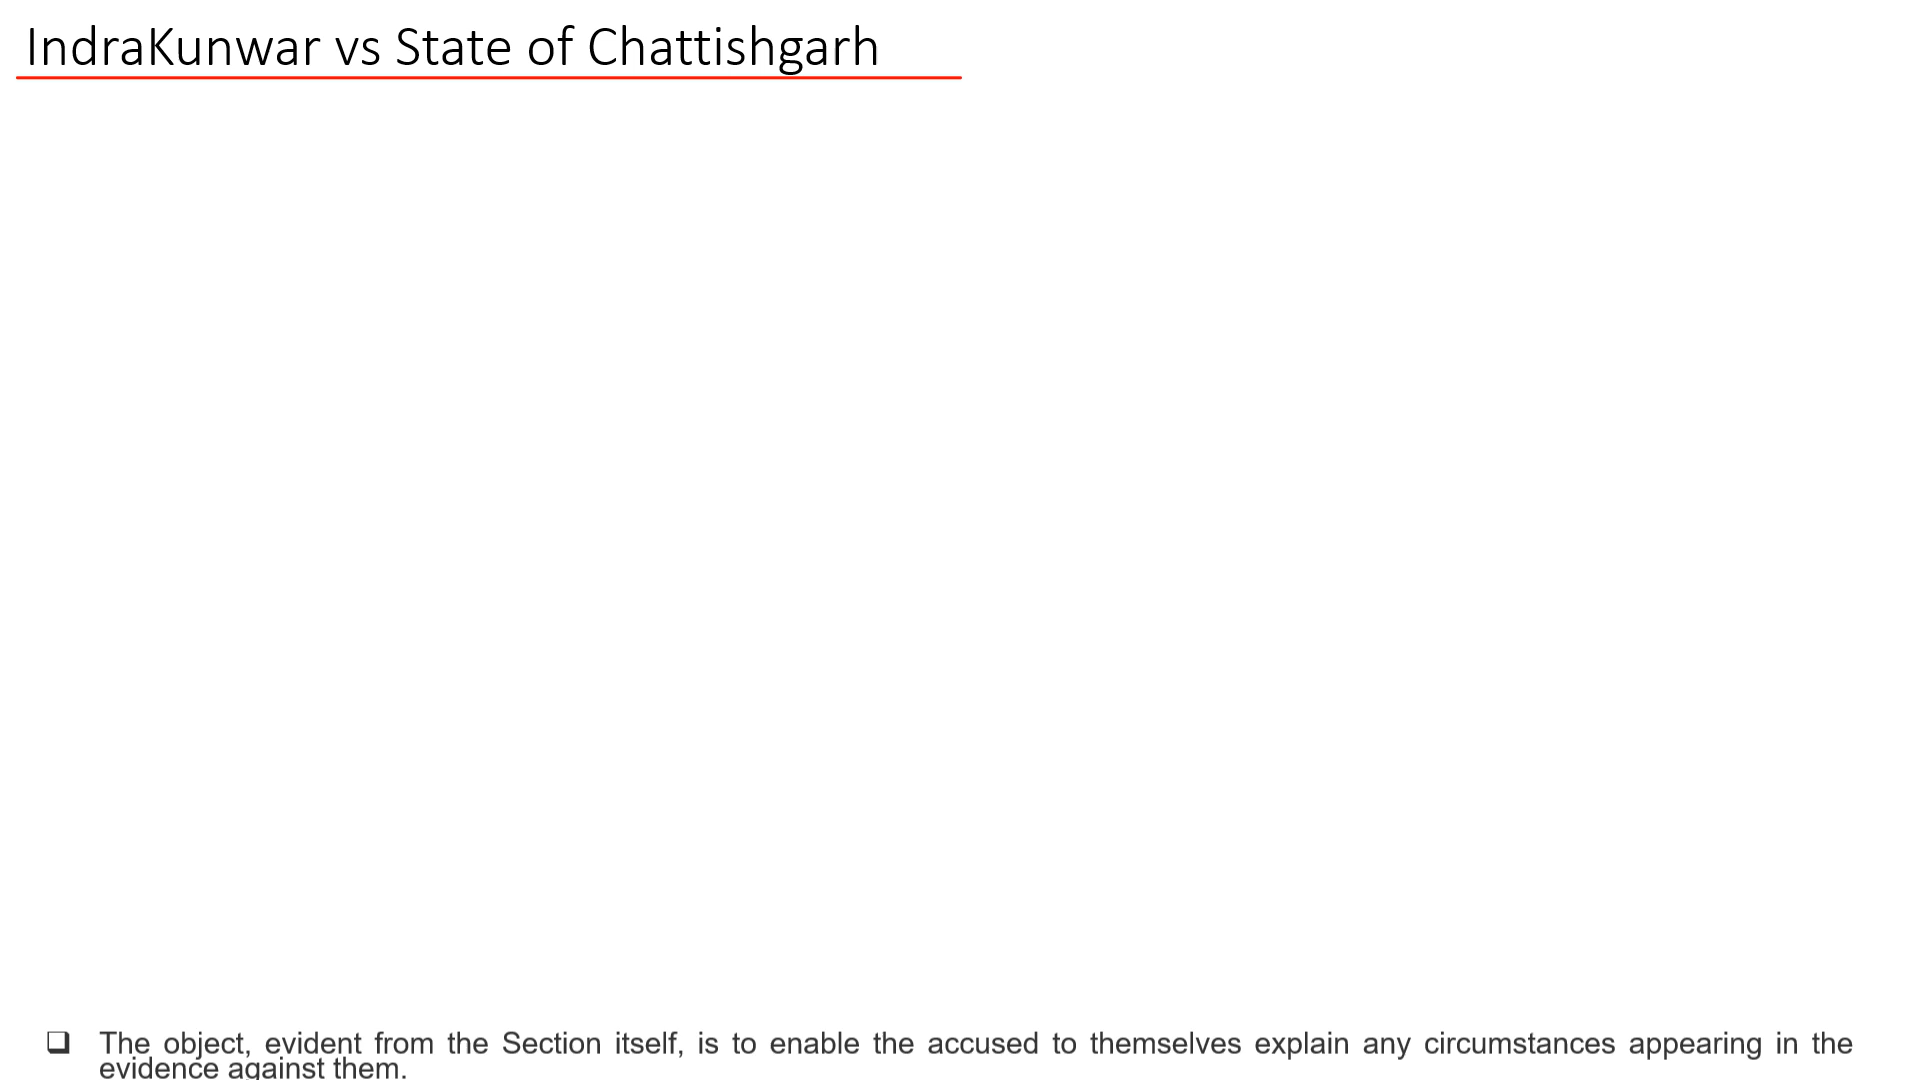 IndraKunwar vs State of Chattishgarh
❑ The object, evident from the Section itself, is to enable the accused to themselves explain any circumstances appearing in the
evidence against them.